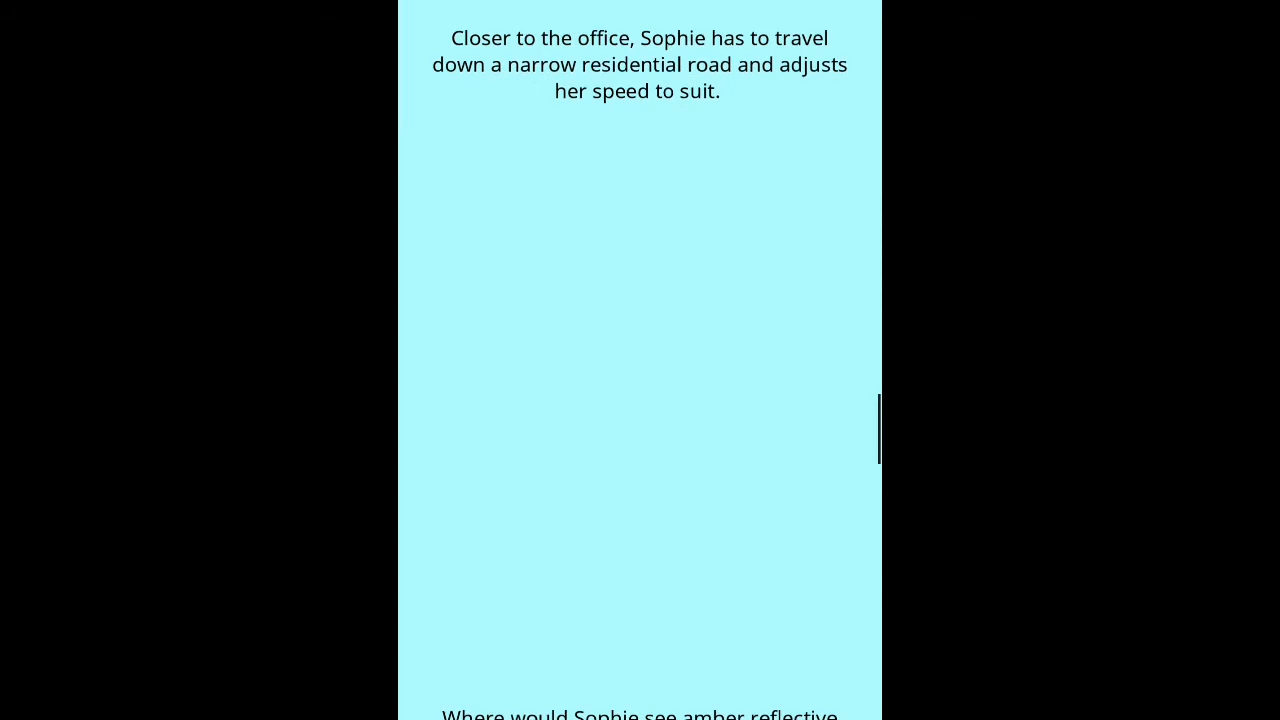 Closer to the office, Sophie has to travel
down a narrow residential road and adjusts
her speed to suit.
Where would Sophie see amber reflective